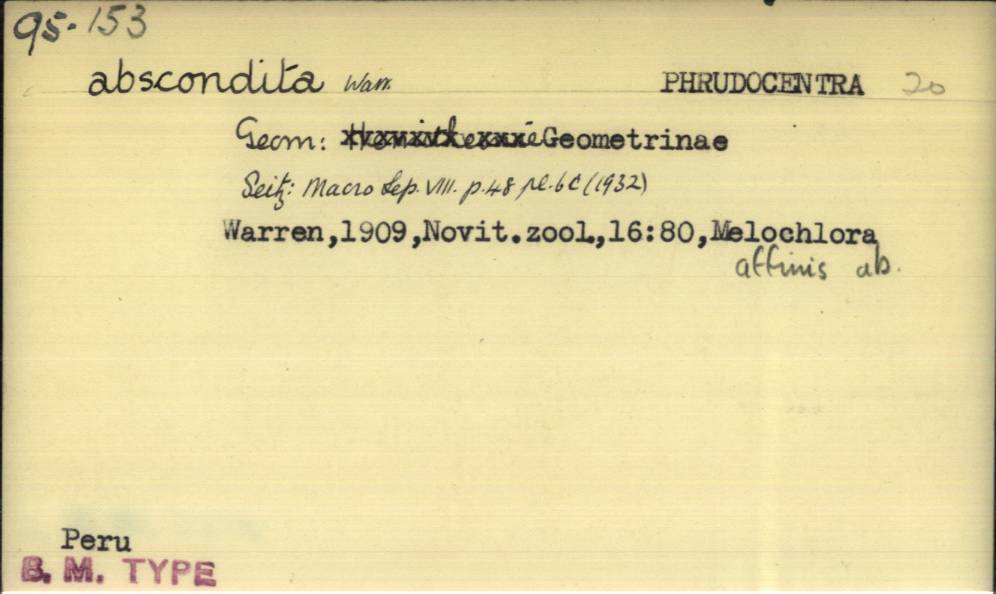 95-153
abscondita Warr. PHRUDOCENTRA 20
Geom: Geometrinae
Seitz: Macro Lep. VIII. p.48 pl.6c (1932)
Warren,1909,Novit.zool,16:80,Melochlora
affinis ab.
Peru
B. M. TYPE